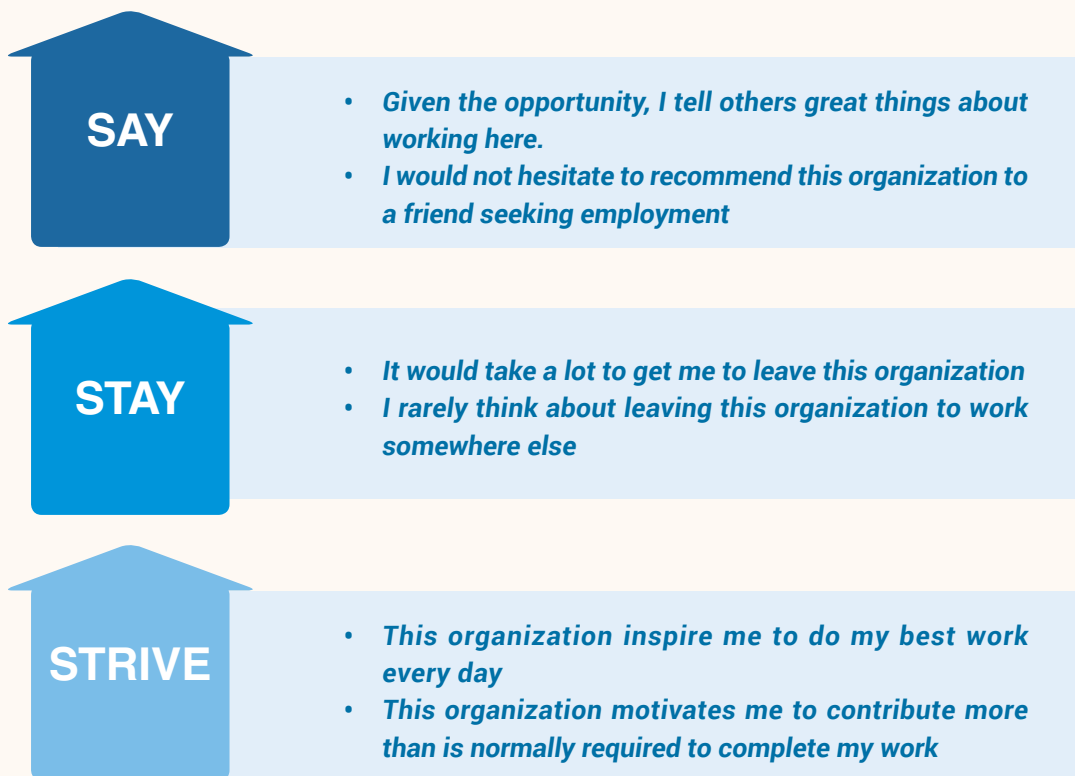 SAY
• Given the opportunity, I tell others great things about
working here.
• I would not hesitate to recommend this organization to
a friend seeking employment
STAY
• It would take a lot to get me to leave this organization
• I rarely think about leaving this organization to work
somewhere else
STRIVE
• This organization inspire me to do my best work
every day
• This organization motivates me to contribute more
than is normally required to complete my work